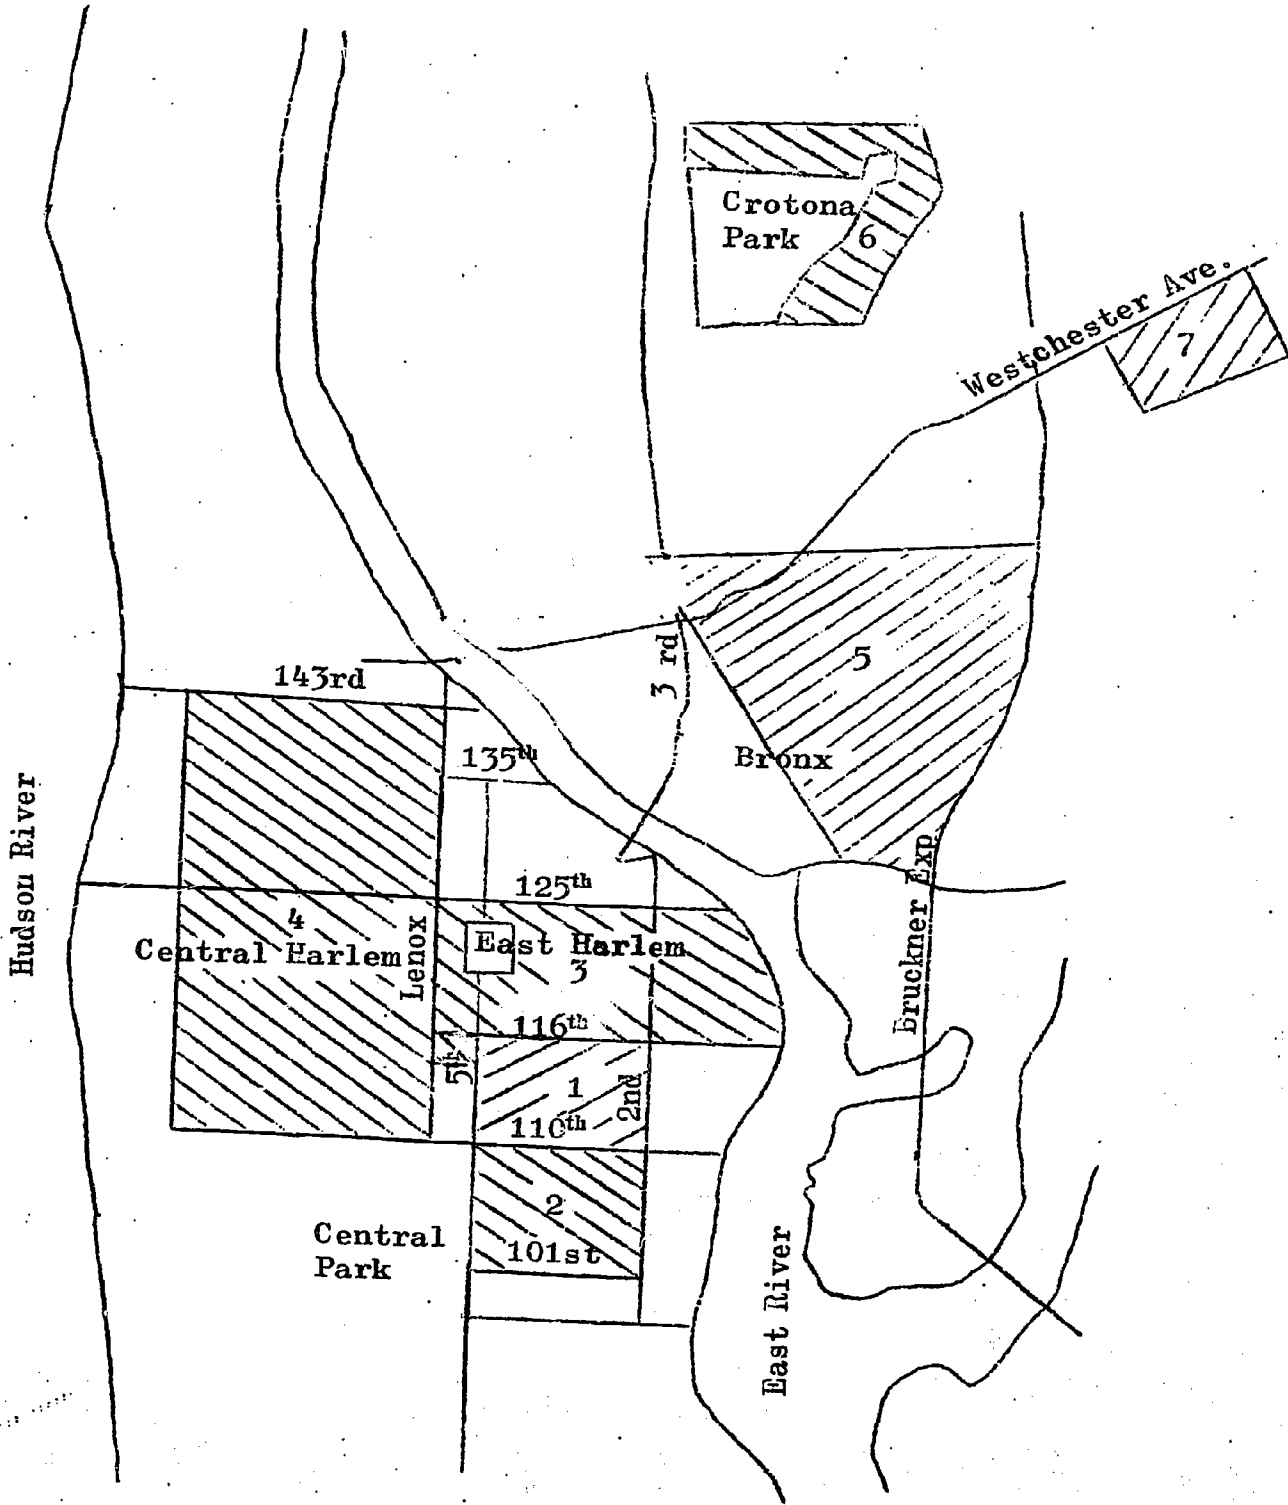 Crotona
Park
6
Westchester Ave.
7
5
3 rd
143rd
Bronx
135th
Hudson River
125th
4
Central Harlem
Lenox
East Harlem
3
Bruckner Exp
116th
5th
1
2nd
110th
2
101st
Central
Park
East River